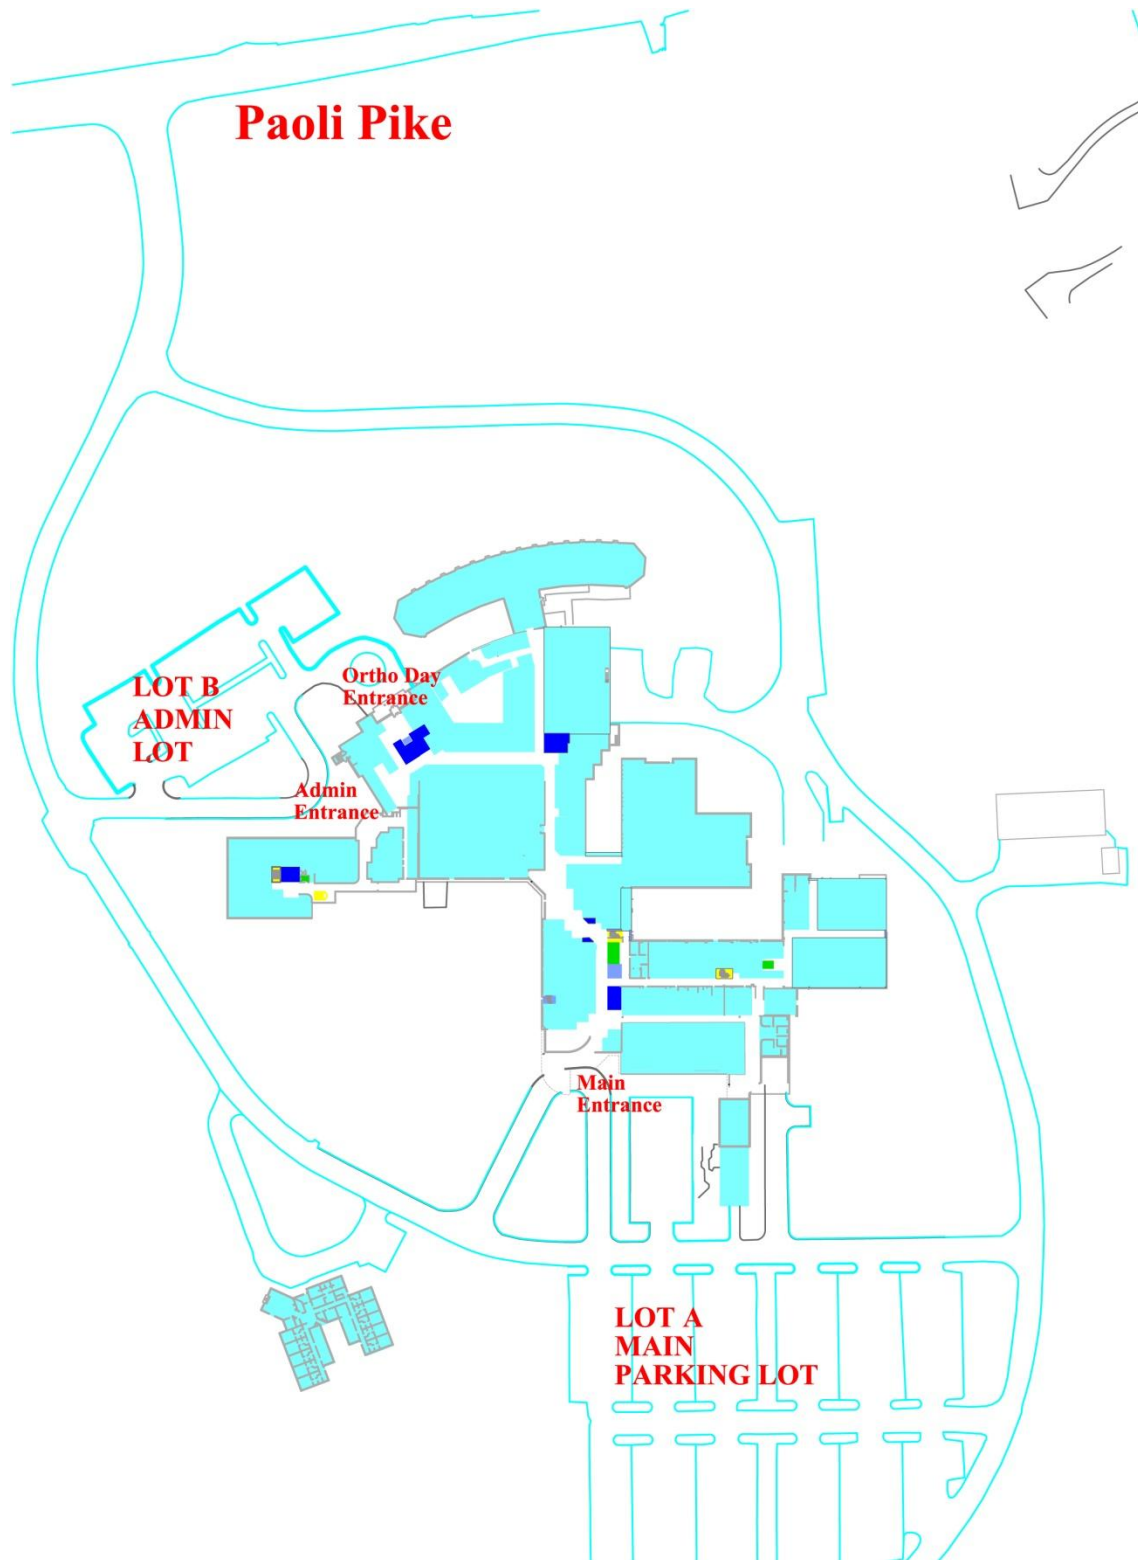 Paoli Pike
Ortho Day
Entrance
LOT B
ADMIN
LOT
Admin
Entrance
Main
Entrance
LOT A
MAIN
PARKING LOT